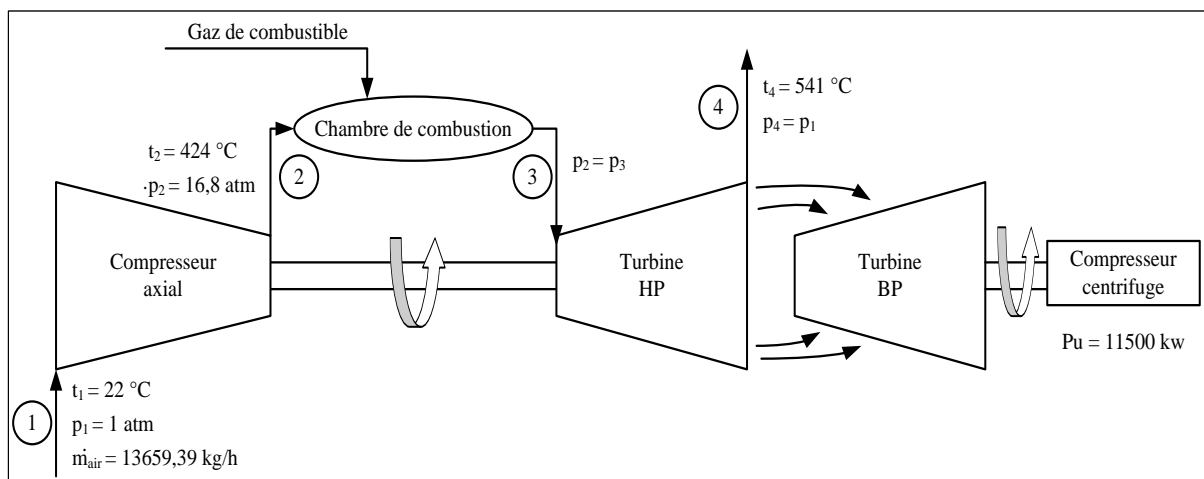 Gaz de combustible
Chambre de combustion
t2 = 424 °C
.p2 = 16,8 atm
2
3
p2 = p3
4
t4 = 541 °C
p4 = p1
Compresseur
axial
Turbine
HP
Turbine
BP
Compresseur
centrifuge
Pu = 11500 kw
1
t1 = 22 °C
p1 = 1 atm
ṁair = 13659,39 kg/h